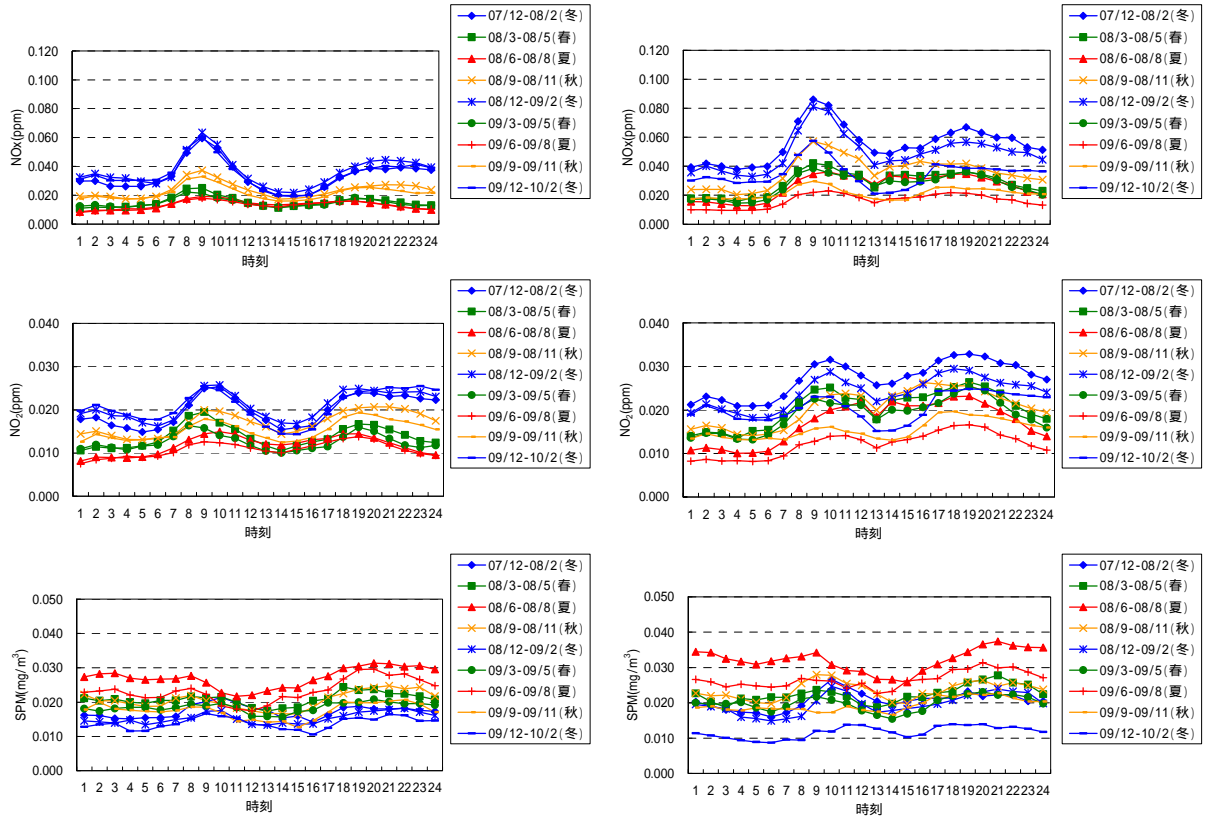 07/12-08/2(冬)
08/3-08/5(春)
08/6-08/8(夏)
08/9-08/11(秋)
08/12-09/2(冬)
09/3-09/5(春)
09/6-09/8(夏)
09/9-09/11(秋)
09/12-10/2(冬)
0.120
0.100
0.080
0.060
0.040
0.020
0.000
NOx(ppm)
1 2 3 4 5 6 7 8 9 10 11 12 13 14 15 16 17 18 19 20 21 22 23 24
時刻
07/12-08/2(冬)
08/3-08/5(春)
08/6-08/8(夏)
08/9-08/11(秋)
08/12-09/2(冬)
09/3-09/5(春)
09/6-09/8(夏)
09/9-09/11(秋)
09/12-10/2(冬)
0.120
0.100
0.080
0.060
0.040
0.020
0.000
NOx(ppm)
1 2 3 4 5 6 7 8 9 10 11 12 13 14 15 16 17 18 19 20 21 22 23 24
時刻
07/12-08/2(冬)
08/3-08/5(春)
08/6-08/8(夏)
08/9-08/11(秋)
08/12-09/2(冬)
09/3-09/5(春)
09/6-09/8(夏)
09/9-09/11(秋)
09/12-10/2(冬)
0.040
0.030
0.020
0.010
0.000
NO₂(ppm)
1 2 3 4 5 6 7 8 9 10 11 12 13 14 15 16 17 18 19 20 21 22 23 24
時刻
07/12-08/2(冬)
08/3-08/5(春)
08/6-08/8(夏)
08/9-08/11(秋)
08/12-09/2(冬)
09/3-09/5(春)
09/6-09/8(夏)
09/9-09/11(秋)
09/12-10/2(冬)
0.040
0.030
0.020
0.010
0.000
NO₂(ppm)
1 2 3 4 5 6 7 8 9 10 11 12 13 14 15 16 17 18 19 20 21 22 23 24
時刻
07/12-08/2(冬)
08/3-08/5(春)
08/6-08/8(夏)
08/9-08/11(秋)
08/12-09/2(冬)
09/3-09/5(春)
09/6-09/8(夏)
09/9-09/11(秋)
09/12-10/2(冬)
0.050
0.040
0.030
0.020
0.010
0.000
SPM(mg/m³)
1 2 3 4 5 6 7 8 9 10 11 12 13 14 15 16 17 18 19 20 21 22 23 24
時刻
07/12-08/2(冬)
08/3-08/5(春)
08/6-08/8(夏)
08/9-08/11(秋)
08/12-09/2(冬)
09/3-09/5(春)
09/6-09/8(夏)
09/9-09/11(秋)
09/12-10/2(冬)
0.050
0.040
0.030
0.020
0.010
0.000
SPM(mg/m³)
1 2 3 4 5 6 7 8 9 10 11 12 13 14 15 16 17 18 19 20 21 22 23 24
時刻